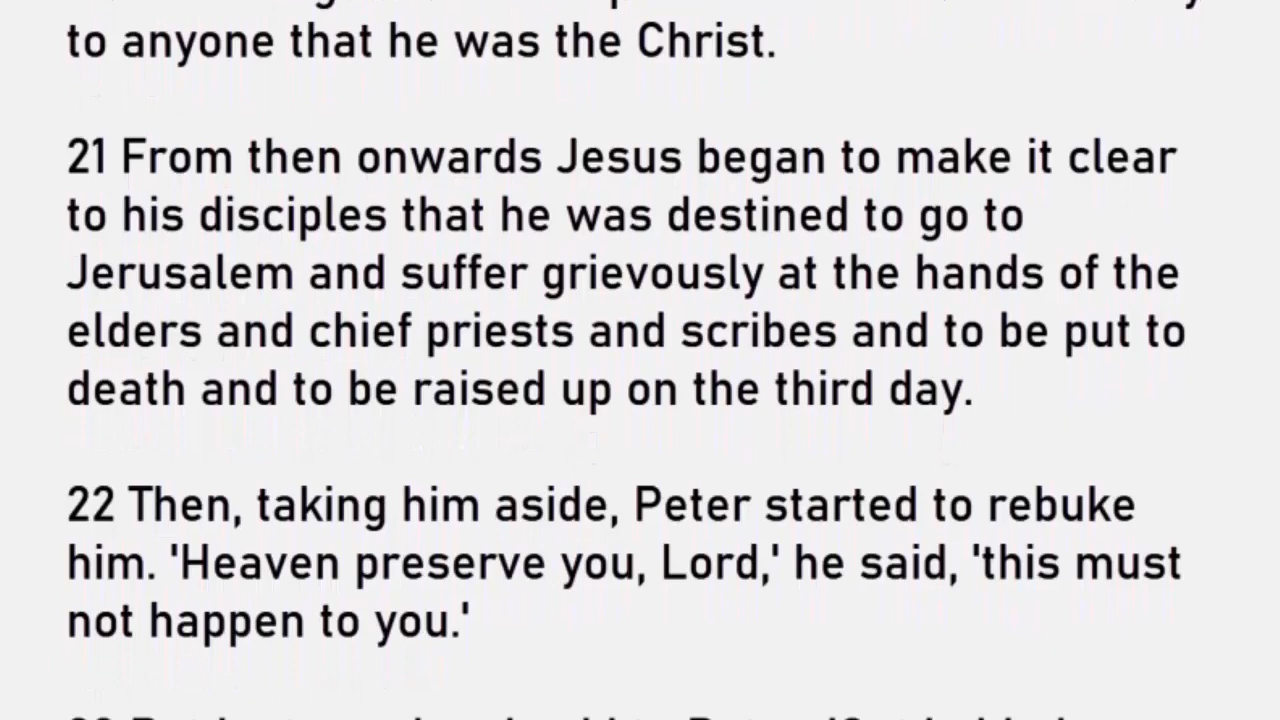 to anyone that he was the Christ.
21 From then onwards Jesus began to make it clear
to his disciples that he was destined to go to
Jerusalem and suffer grievously at the hands of the
elders and chief priests and scribes and to be put to
death and to be raised up on the third day.
22 Then, taking him aside, Peter started to rebuke
him. 'Heaven preserve you, Lord,' he said, 'this must
not happen to you.'